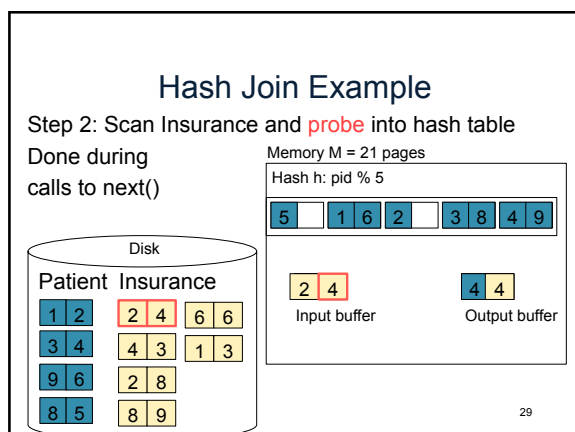 Hash Join Example
Step 2: Scan Insurance and probe into hash table
Done during
calls to next()
Memory M = 21 pages
Hash h: pid % 5
5 1 6 2 3 8 4 9
2 4
4 4
Input buffer
Output buffer
Disk
Patient Insurance
1 2 2 4 6 6
3 4 4 3 1 3
9 6 2 8
8 5 8 9
29